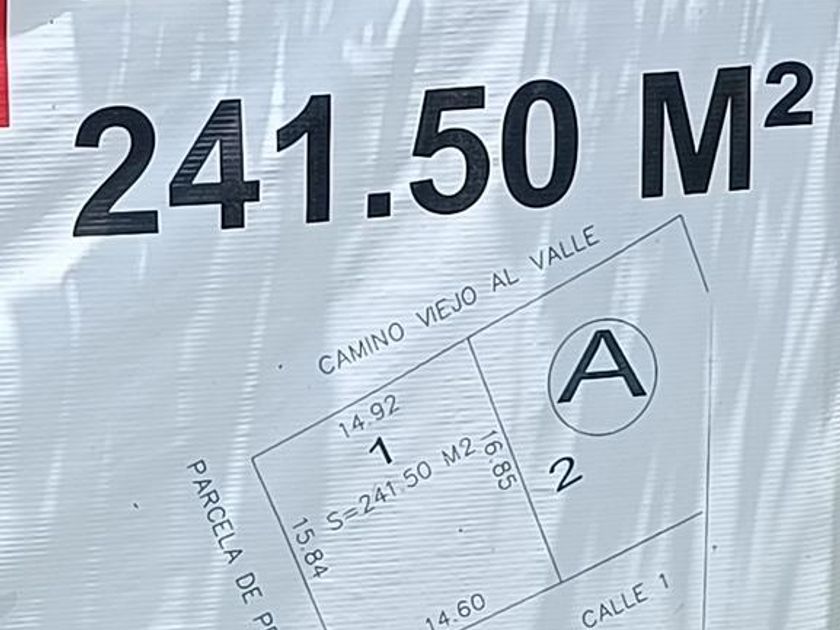 241.50 M²
CAMINO VIEJO AL VALLE
A
14.92
1
S=241.50 M2
16.85
2
PARCELA DE
15.84
14.60
CALLE 1